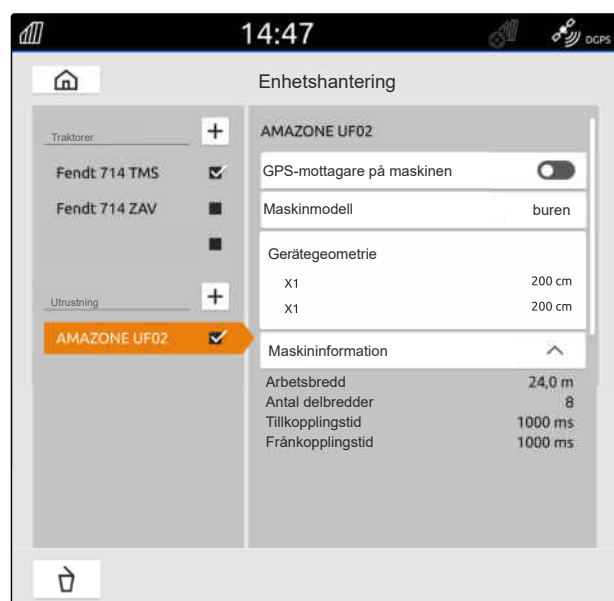 14:47
DGPS
Enhetshantering
Traktorer
+
Fendt 714 TMS
Fendt 714 ZAV
Utrustning
+
AMAZONE UF02
AMAZONE UF02
GPS-mottagare på maskinen
Maskinmodell buren
Gerätegeometrie
X1 200 cm
X1 200 cm
Maskininformation
Arbetsbredd 24,0 m
Antal delbredder 8
Tillkopplingstid 1000 ms
Frånkopplingstid 1000 ms